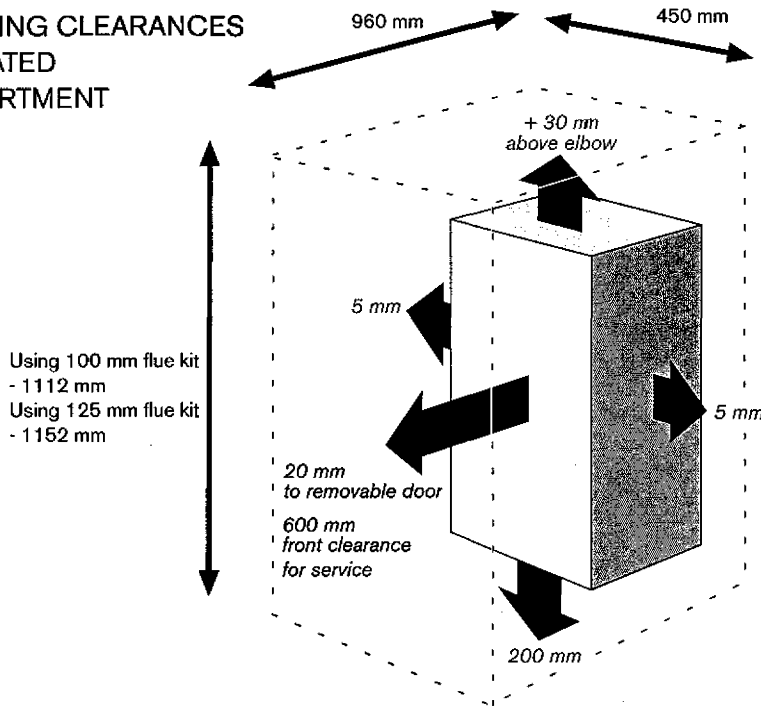 ING CLEARANCES
ATED
RTMENT
960 mm
450 mm
+ 30 mm
above elbow
5 mm
Using 100 mm flue kit
- 1112 mm
Using 125 mm flue kit
- 1152 mm
5 mm
20 mm
to removable door
600 mm
front clearance
for service
200 mm